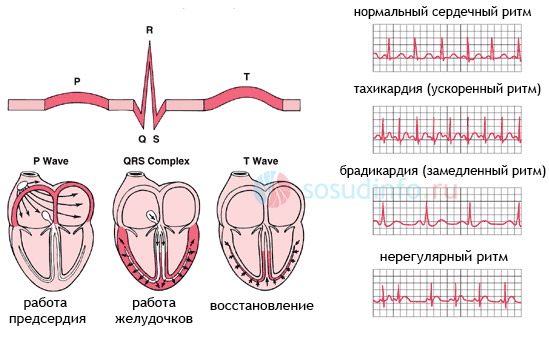 P
R
Q
S
T
P Wave
QRS Complex
T Wave
работа
предсердия
работа
желудочков
восстановление
нормальный сердечный ритм
тахикардия (ускоренный ритм)
брадикардия (замедленный ритм)
нерегулярный ритм
sosudinfo.ru